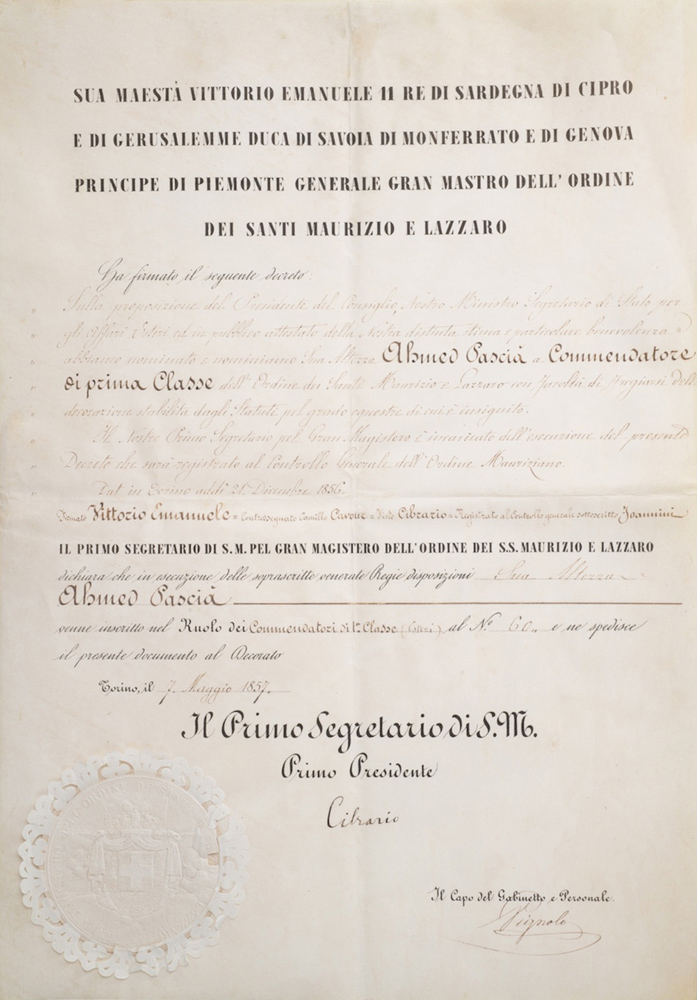 SUA MAESTÀ VITTORIO EMANUELE II RE DI SARDEGNA DI CIPRO
E DI GERUSALEMME DUCA DI SAVOIA DI MONFERRATO E DI GENOVA
PRINCIPE DI PIEMONTE GENERALE GRAN MASTRO DELL' ORDINE
DEI SANTI MAURIZIO E LAZZARO
Ha firmato il seguente decreto:
Sulla proposizione del Presidente del Consiglio, Nostro Ministro Segretario di Stato per
gli Affari Esteri ed in pubblico attestato della Nostra distinta stima e particolare benevolenza
abbiamo nominato e nominiamo Sua Altezza Ahmed Pascià a Commendatore
di prima Classe dell' Ordine dei Santi Maurizio e Lazzaro con facoltà di fregiarsi della
decorazione stabilita dagli Statuti pel grado equestre di cui è insignito.
Il Nostro Primo Segretario pel Gran Magistero è incaricato dell' esecuzione del presente
Decreto che sarà registrato al Controllo Generale dell' Ordine Mauriziano.
Dat in Torino addì 21 Dicembre 1856
Firmato Vittorio Emanuele = Contrassegnato Camillo Cavour = Visto Cibrario = Registrato al Controllo generale sottoscritto Joannini
IL PRIMO SEGRETARIO DI S. M. PEL GRAN MAGISTERO DELL' ORDINE DEI S.S. MAURIZIO E LAZZARO
dichiara che in esecuzione delle soprascritte venerate Regie disposizioni Sua Altezza
Ahmed Pascià
venne inscritto nel Ruolo dei Commendatori di 1a Classe (Esteri) al No 60 e ne spedisce
il presente documento al Decorato
Torino, il 7 Maggio 1857.
Il Primo Segretario di S. M.
Primo Presidente
Cibrario
Il Capo del Gabinetto e Personale